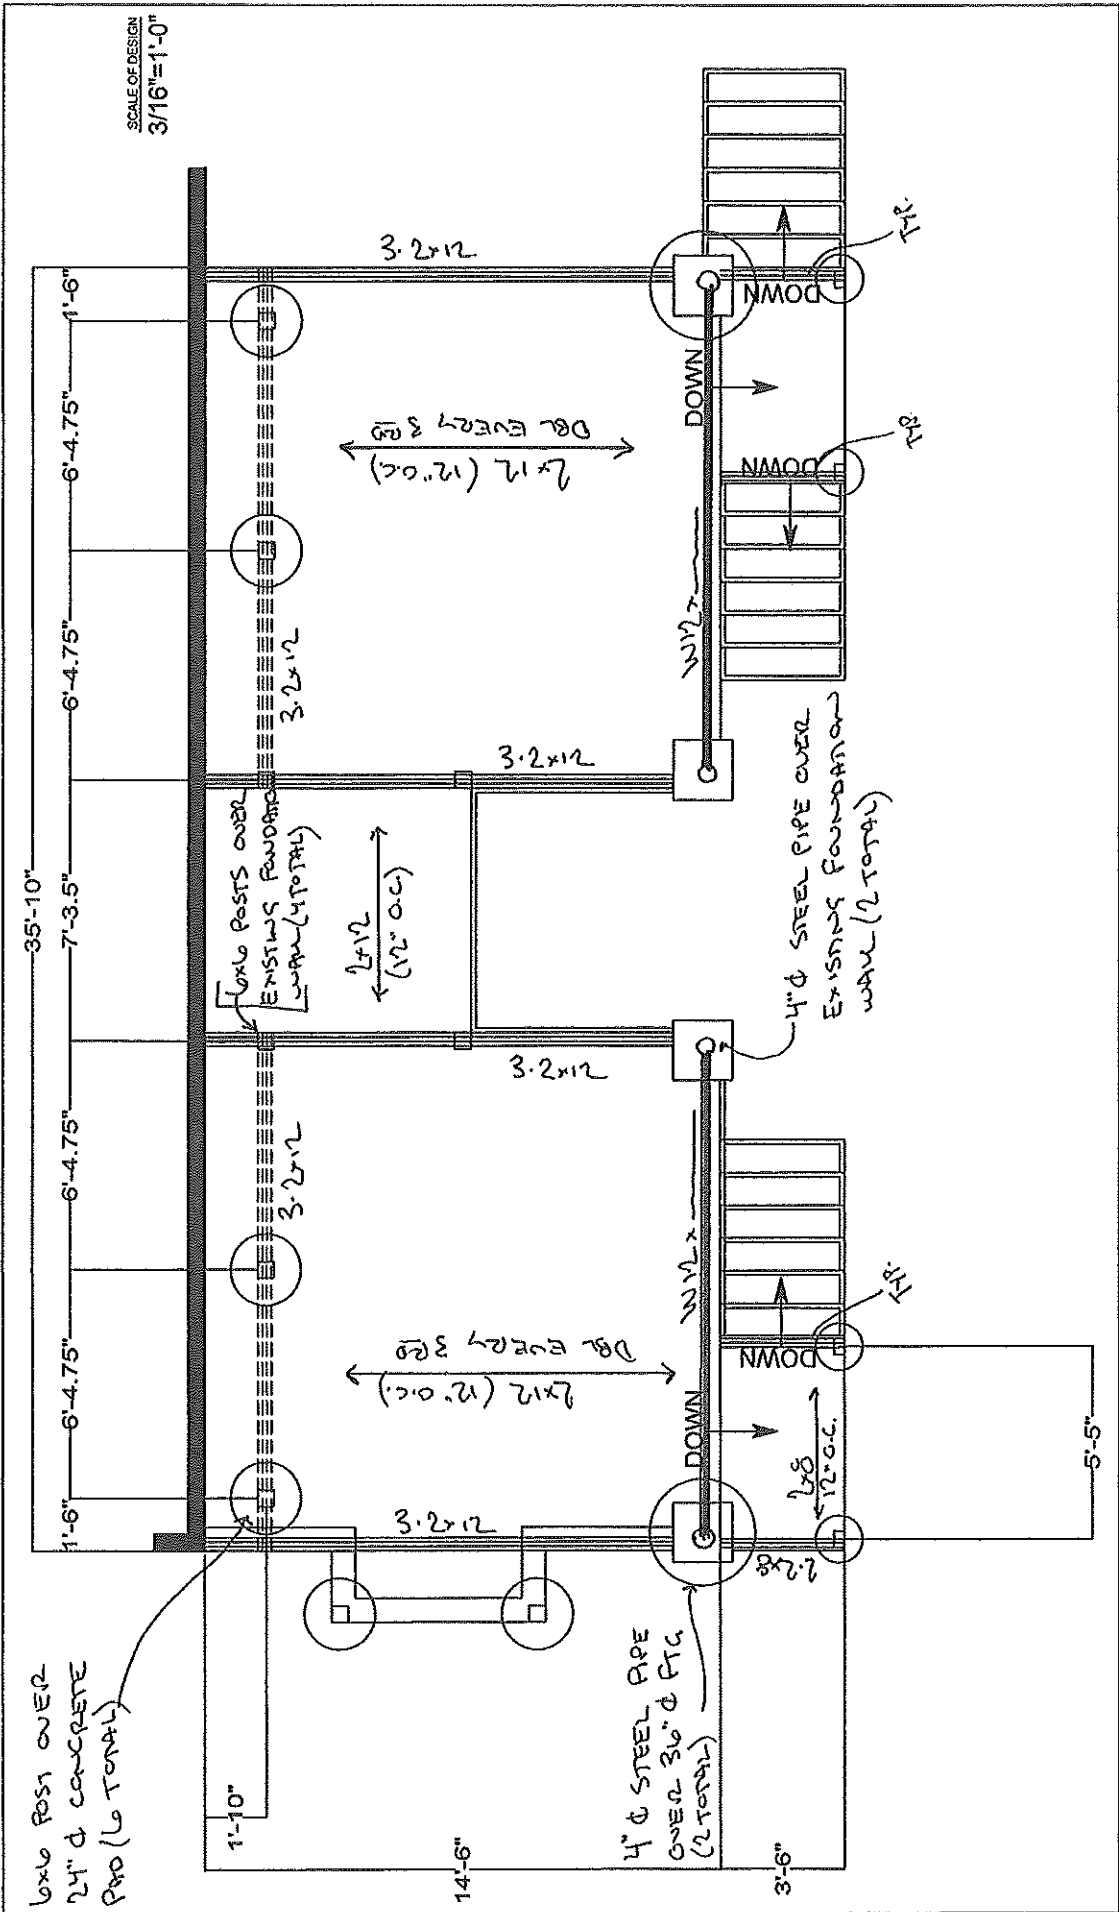 SCALE OF DESIGN
3/16"=1'-0"
35'-10"
1'-6"
6'-4.75"
6'-4.75"
7'-3.5"
6'-4.75"
6'-4.75"
1'-6"
6x6 POST OVER
24" ¢ CONCRETE
PAD (6 TOTAL)
1'-10"
14'-6"
3'-6"
3-2x12
3-2x12
3-2x12
3-2x12
3-2x12
3-2x12
6x6 POSTS OVER
EXISTING FOUNDATION
WALL (4 TOTAL)
2x12
(12" O.C.)
2x12 (12" O.C.)
DBL EVERY 3RD
2x12 (12" O.C.)
DBL EVERY 3RD
W12x
W12x
DOWN
DOWN
DOWN
DOWN
DOWN
TYP.
TYP.
TYP.
4" ¢ STEEL PIPE
OVER 36" ¢ FTG
(2 TOTAL)
4" ¢ STEEL PIPE OVER
EXISTING FOUNDATION
WALL (2 TOTAL)
2x8
12" O.C.
2-2x8
5'-5"